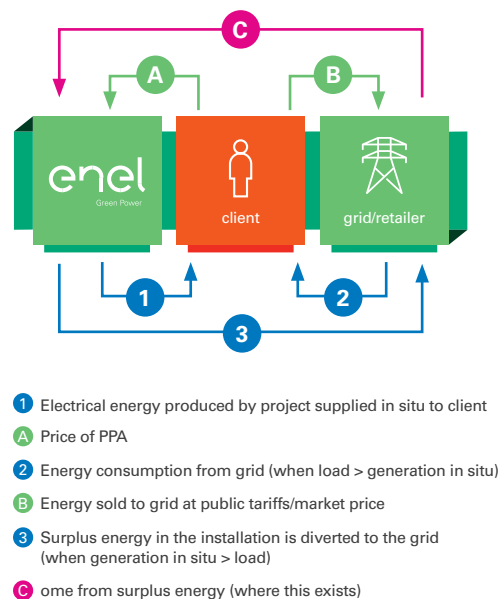 C
A
B
enel
Green Power
client
grid/retailer
1
2
3
1 Electrical energy produced by project supplied in situ to client
A Price of PPA
2 Energy consumption from grid (when load > generation in situ)
B Energy sold to grid at public tariffs/market price
3 Surplus energy in the installation is diverted to the grid
(when generation in situ > load)
C ome from surplus energy (where this exists)